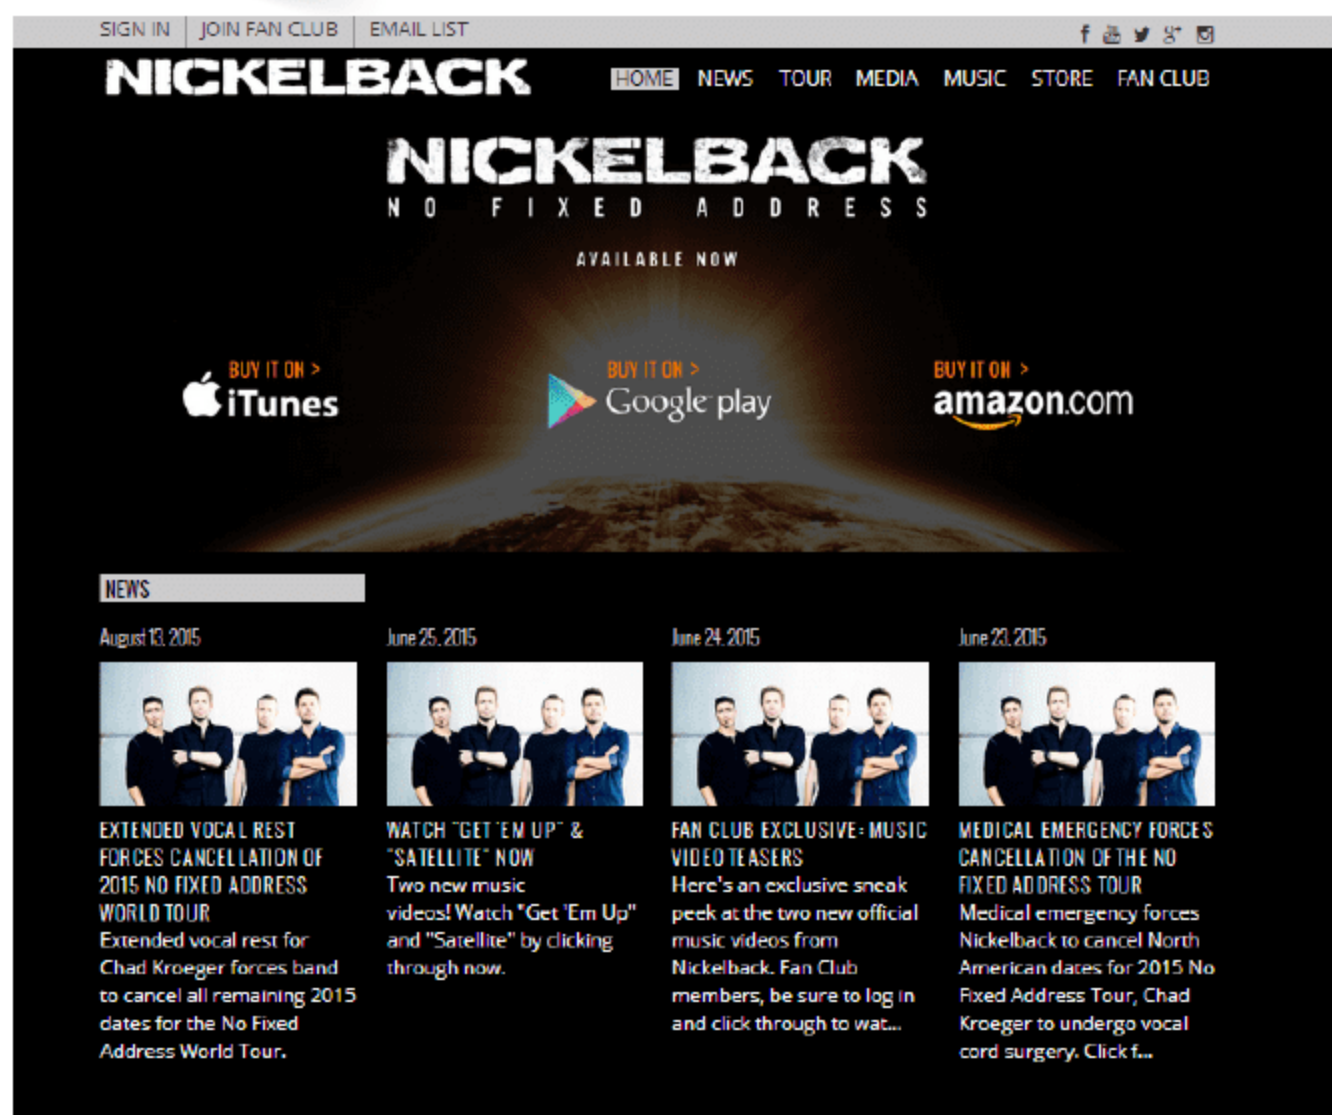 SIGN IN JOIN FAN CLUB EMAIL LIST
NICKELBACK HOME NEWS TOUR MEDIA MUSIC STORE FAN CLUB
NICKELBACK
NO FIXED ADDRESS
AVAILABLE NOW
BUY IT ON >
iTunes
BUY IT ON >
Google play
BUY IT ON >
amazon.com
NEWS
August 13, 2015
EXTENDED VOCAL REST
FORCES CANCELLATION OF
2015 NO FIXED ADDRESS
WORLD TOUR
Extended vocal rest for
Chad Kroeger forces band
to cancel all remaining 2015
dates for the No Fixed
Address World Tour.
June 25, 2015
WATCH "GET 'EM UP" &
"SATELLITE" NOW
Two new music
videos! Watch "Get 'Em Up"
and "Satellite" by clicking
through now.
June 24, 2015
FAN CLUB EXCLUSIVE: MUSIC
VIDEO TEASERS
Here's an exclusive sneak
peek at the two new official
music videos from
Nickelback. Fan Club
members, be sure to log in
and click through to wat...
June 23, 2015
MEDICAL EMERGENCY FORCES
CANCELLATION OF THE NO
FIXED ADDRESS TOUR
Medical emergency forces
Nickelback to cancel North
American dates for 2015 No
Fixed Address Tour, Chad
Kroeger to undergo vocal
cord surgery. Click f...